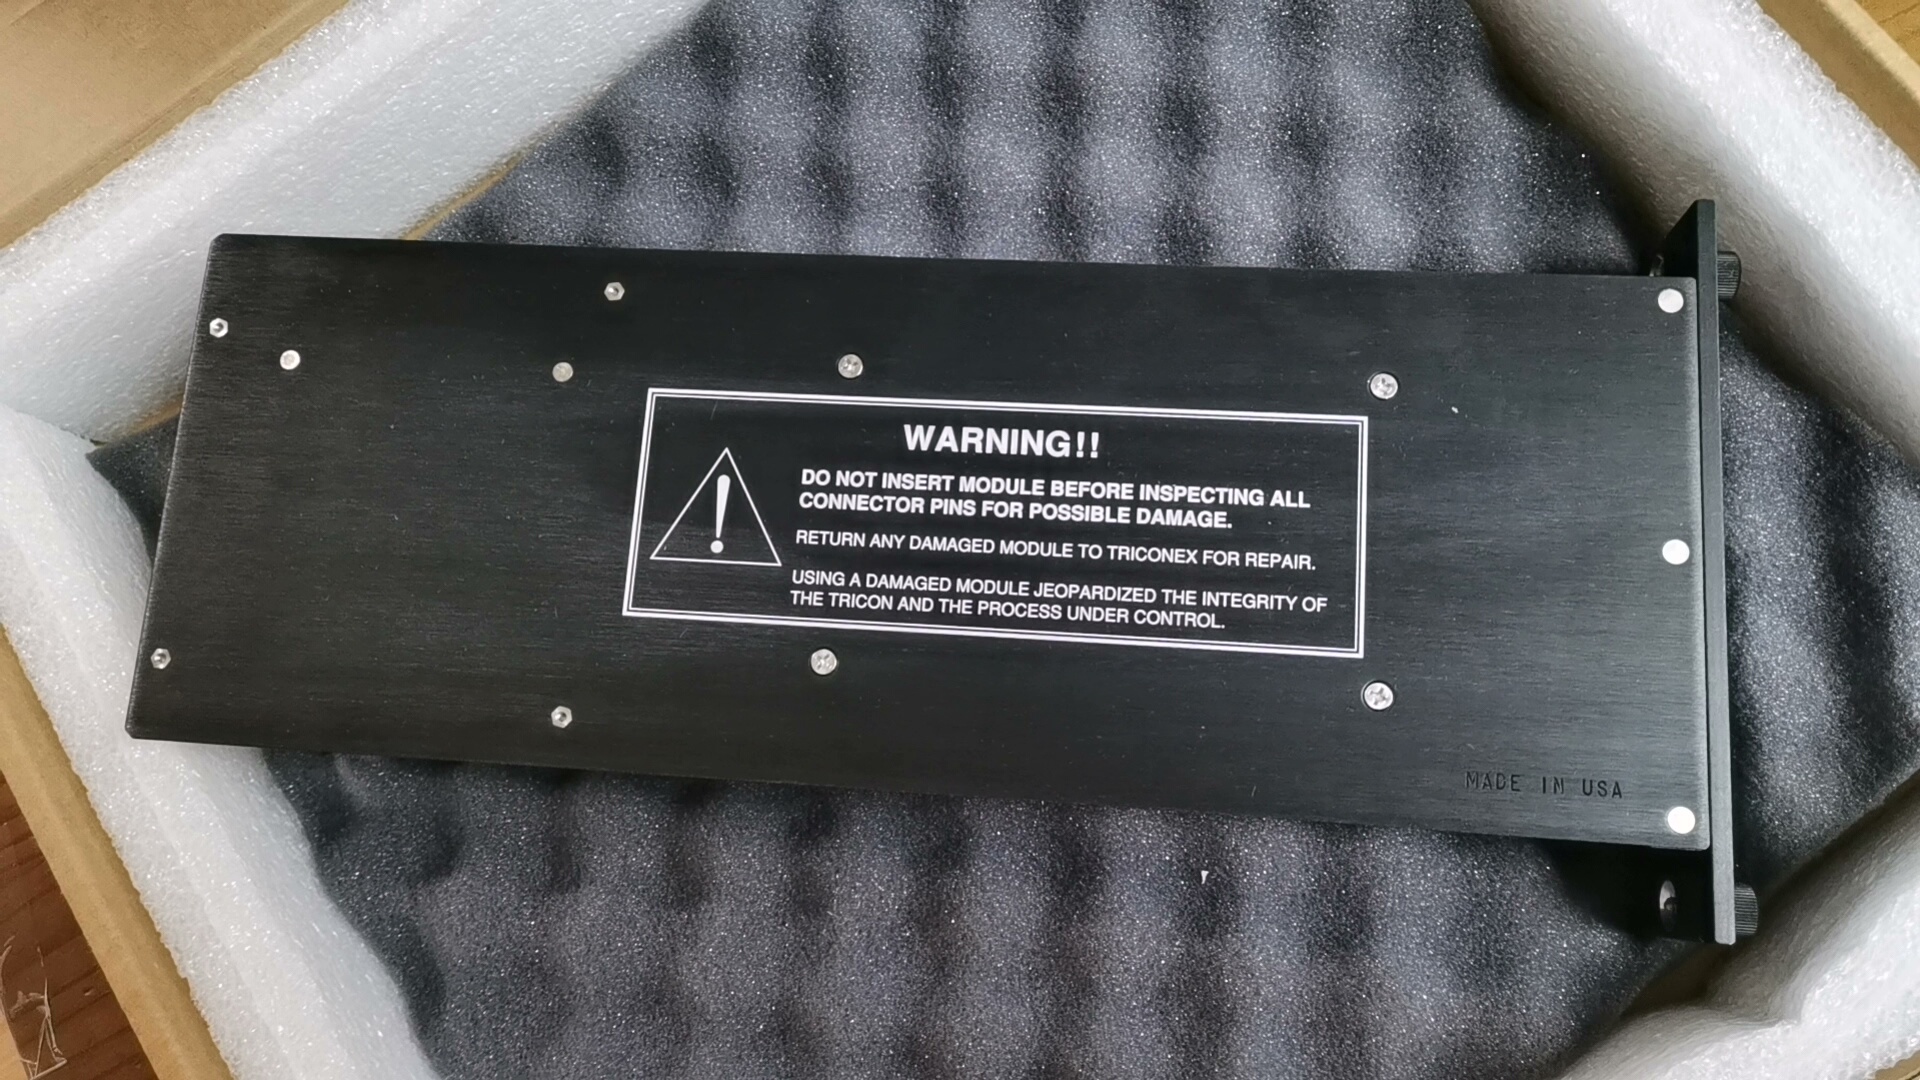 WARNING!!
DO NOT INSERT MODULE BEFORE INSPECTING ALL
CONNECTOR PINS FOR POSSIBLE DAMAGE.
RETURN ANY DAMAGED MODULE TO TRICONEX FOR REPAIR.
USING A DAMAGED MODULE JEOPARDIZED THE INTEGRITY OF
THE TRICON AND THE PROCESS UNDER CONTROL.
MADE IN USA